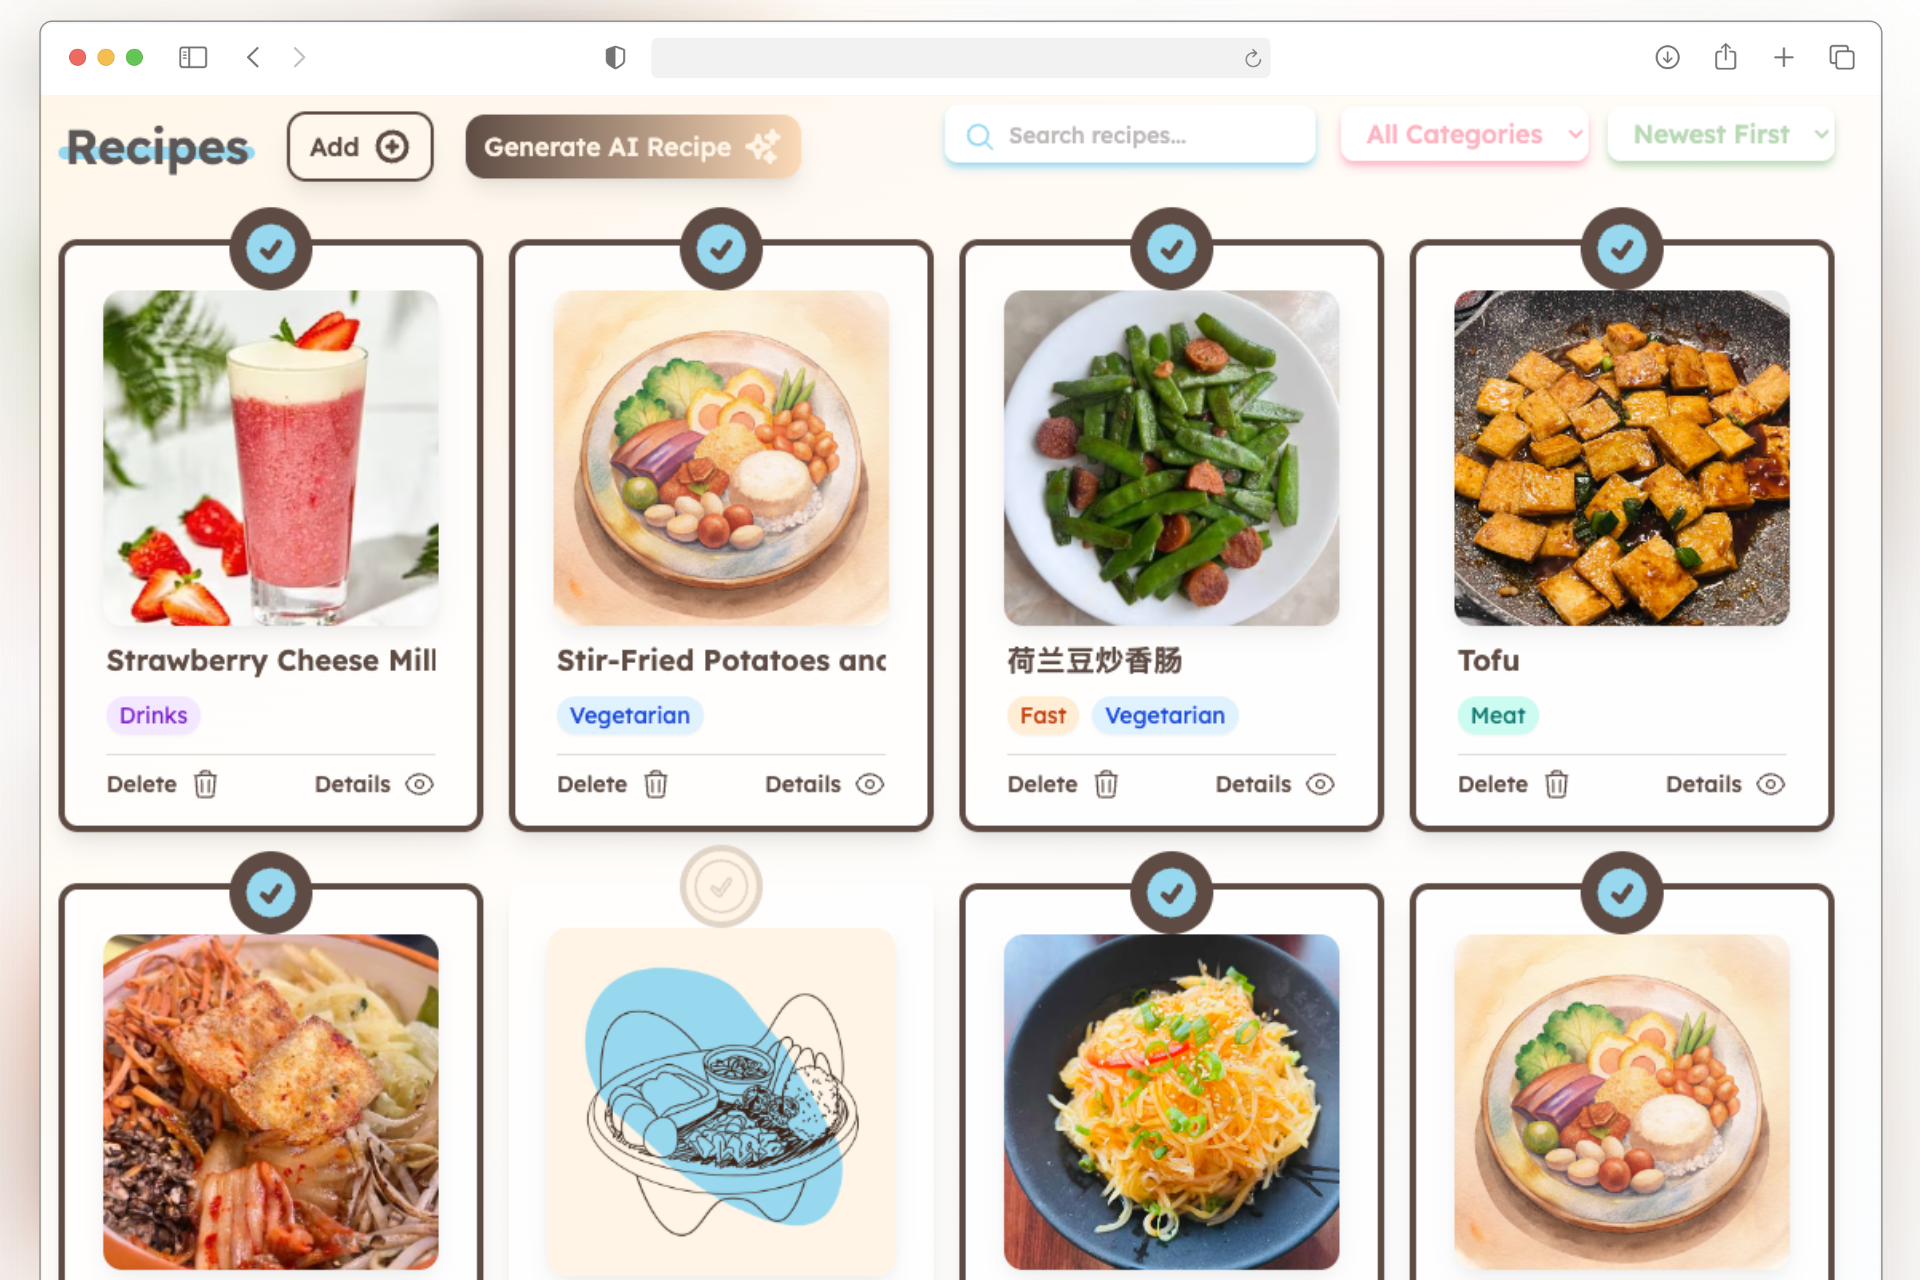 Recipes
Add
Generate AI Recipe
Search recipes...
All Categories
Newest First
Strawberry Cheese Mill
Stir-Fried Potatoes anc
荷兰豆炒香肠
Tofu
Drinks
Vegetarian
Fast
Vegetarian
Meat
Delete
Details
Delete
Details
Delete
Details
Delete
Details